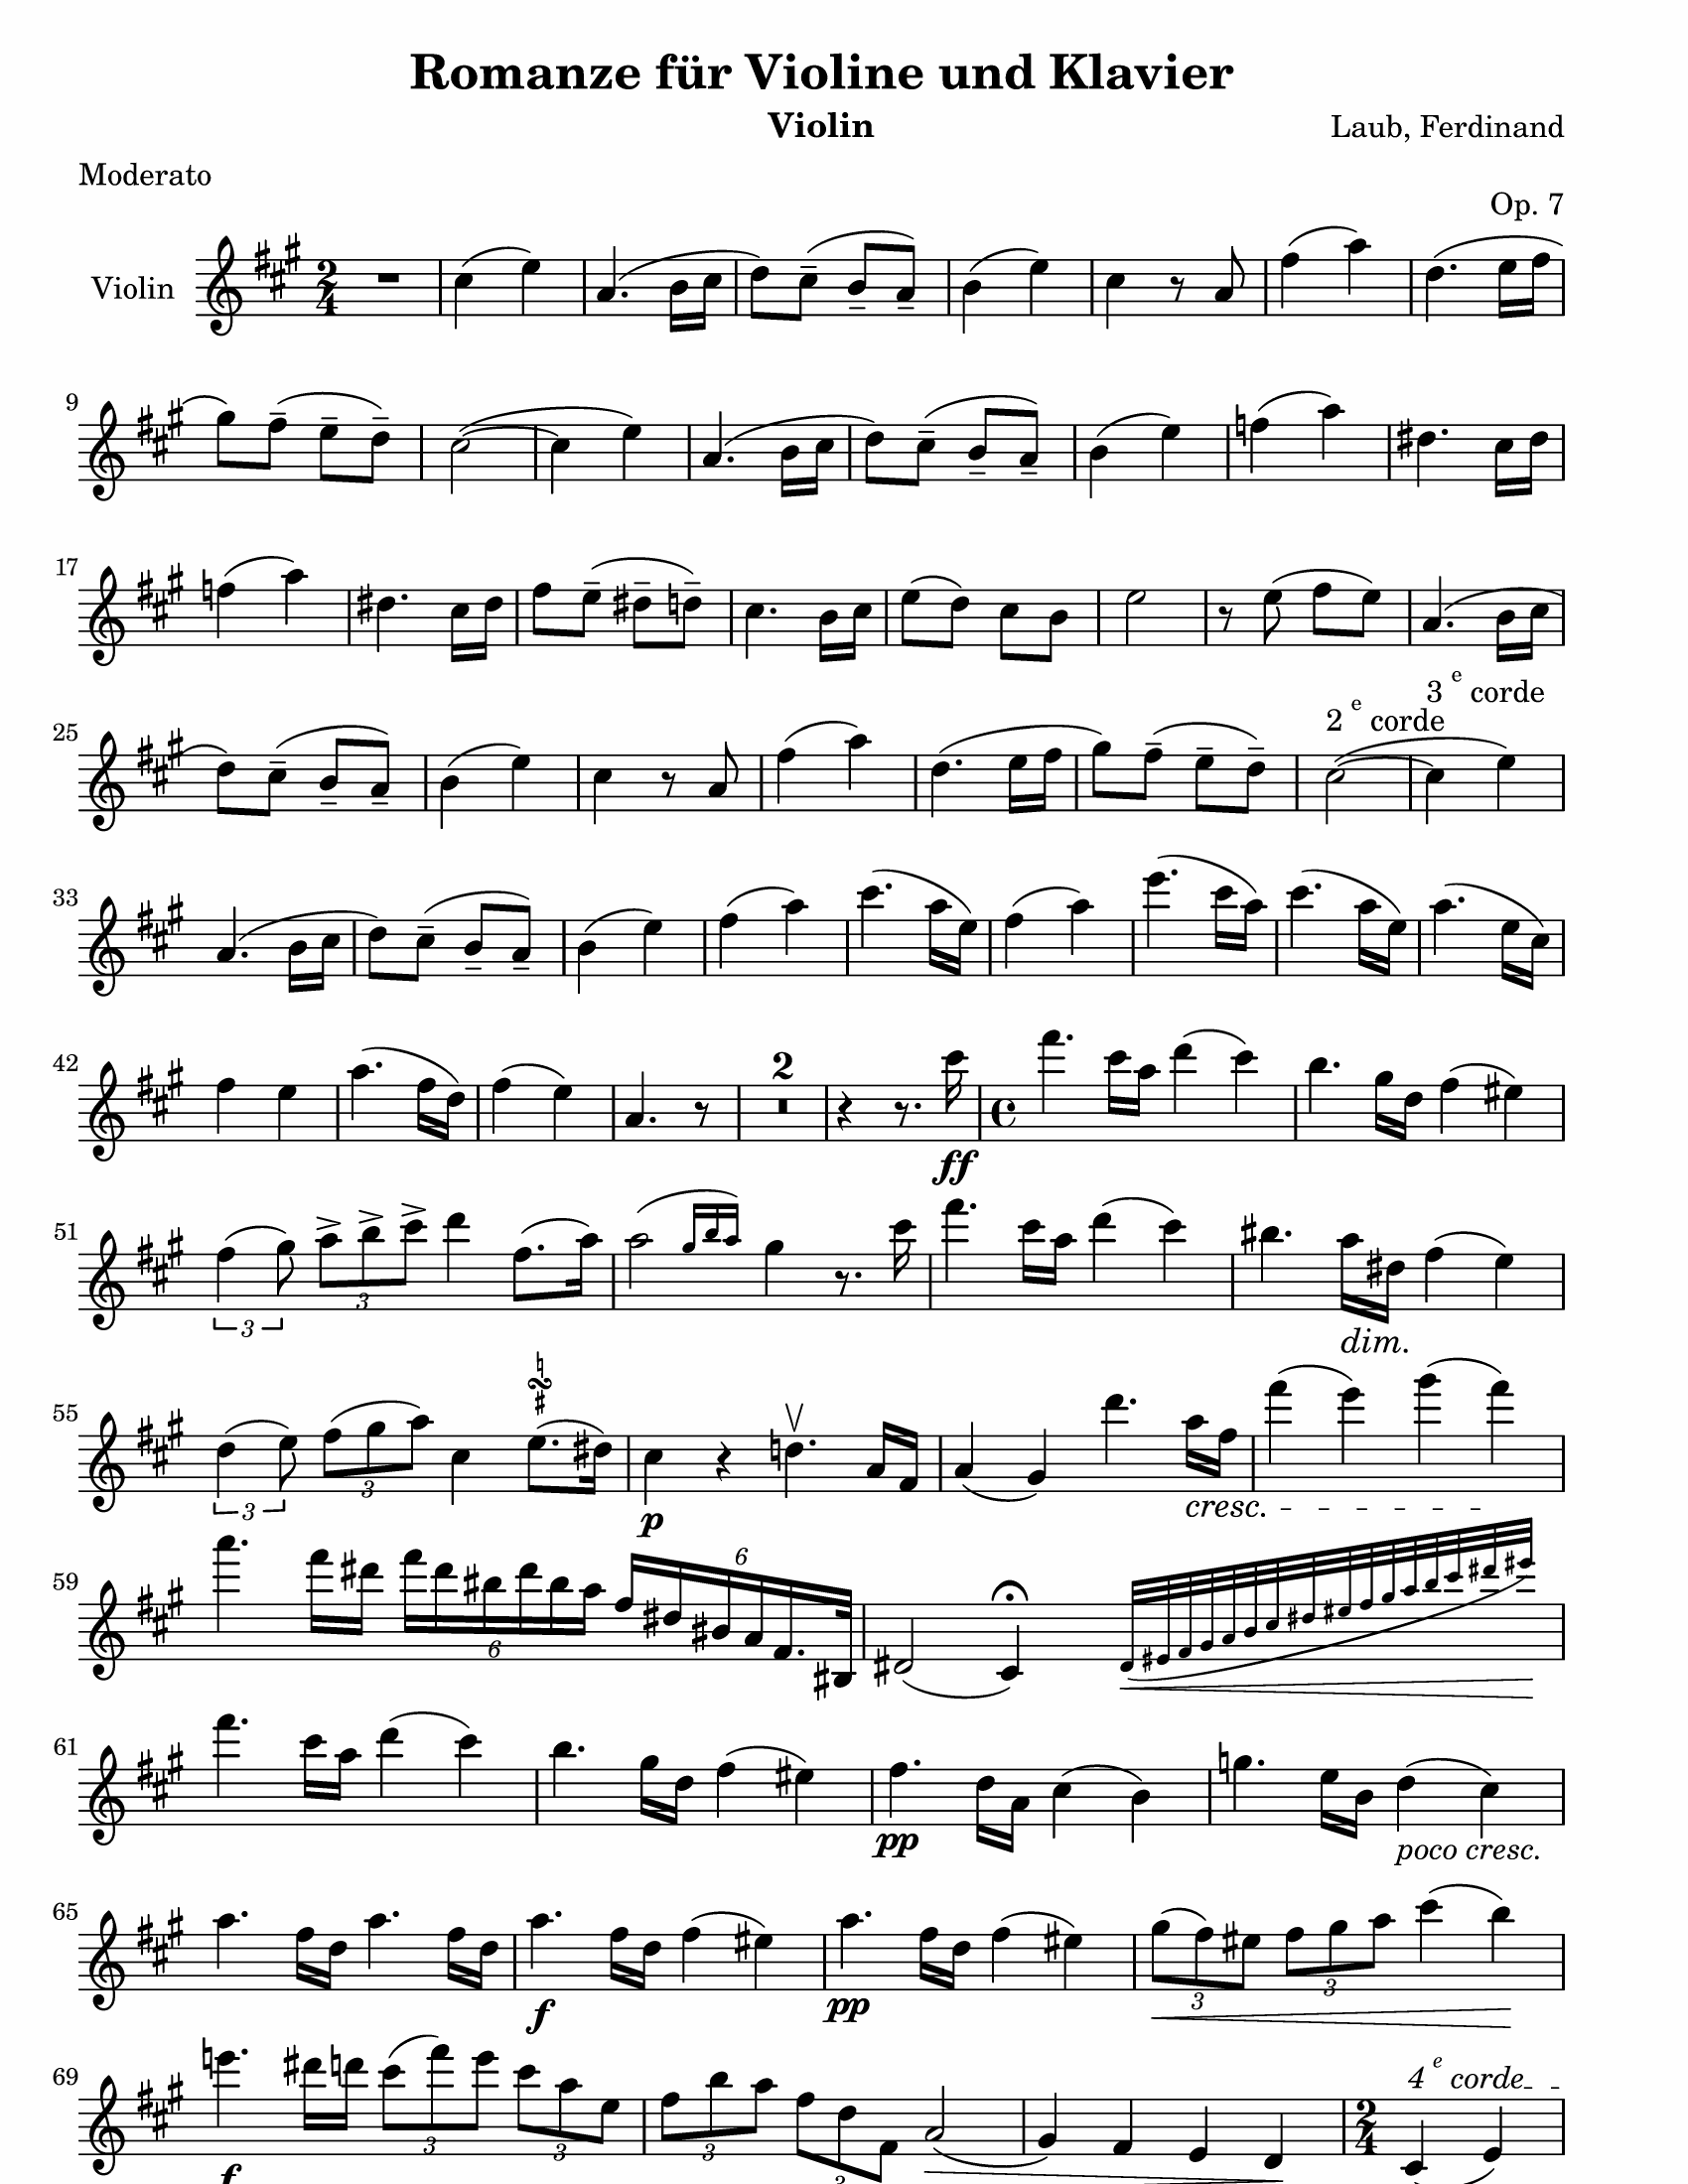 Romanze für Violine und Klavier
Violin
Laub, Ferdinand
Moderato
Op. 7
Violin
2
4
9
17
25
2 e corde
3 e corde
33
42
2
ff
51
3
3
dim.
55
3
3
p
cresc.
59
6
6
61
pp
poco cresc.
65
f
pp
3
3
69
f
3
3
3
3
4 e corde
2
4